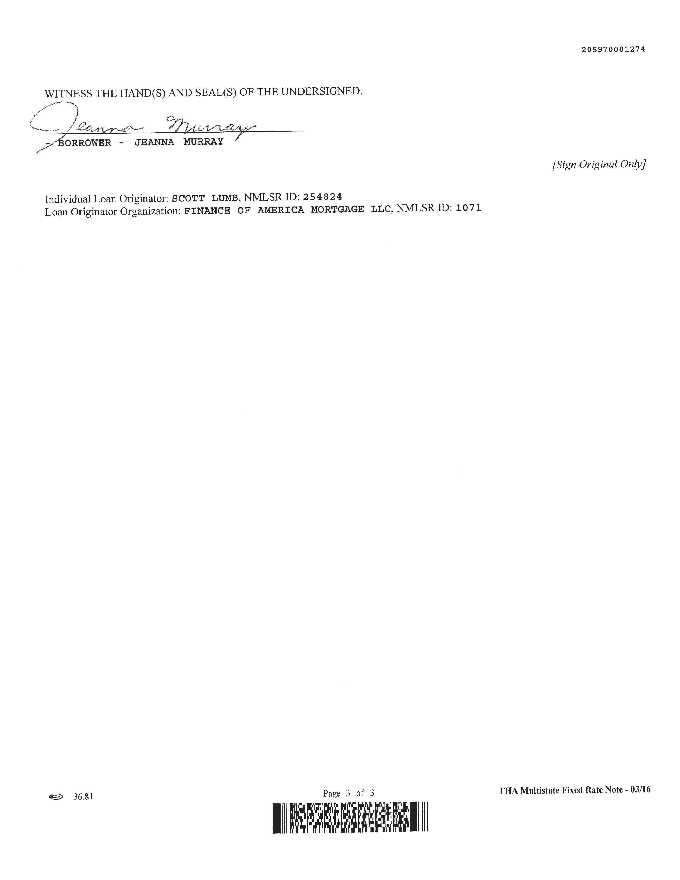 205970001274
WITNESS THE HAND(S) AND SEAL(S) OF THE UNDERSIGNED.
Jeanna Murray
- BORROWER - JEANNA MURRAY
[Sign Original Only]
Individual Loan Originator: SCOTT LUMB, NMLSR ID: 254824
Loan Originator Organization: FINANCE OF AMERICA MORTGAGE LLC, NMLSR ID: 1071
36.81
Page 3 of 3
FHA Multistate Fixed Rate Note - 03/16